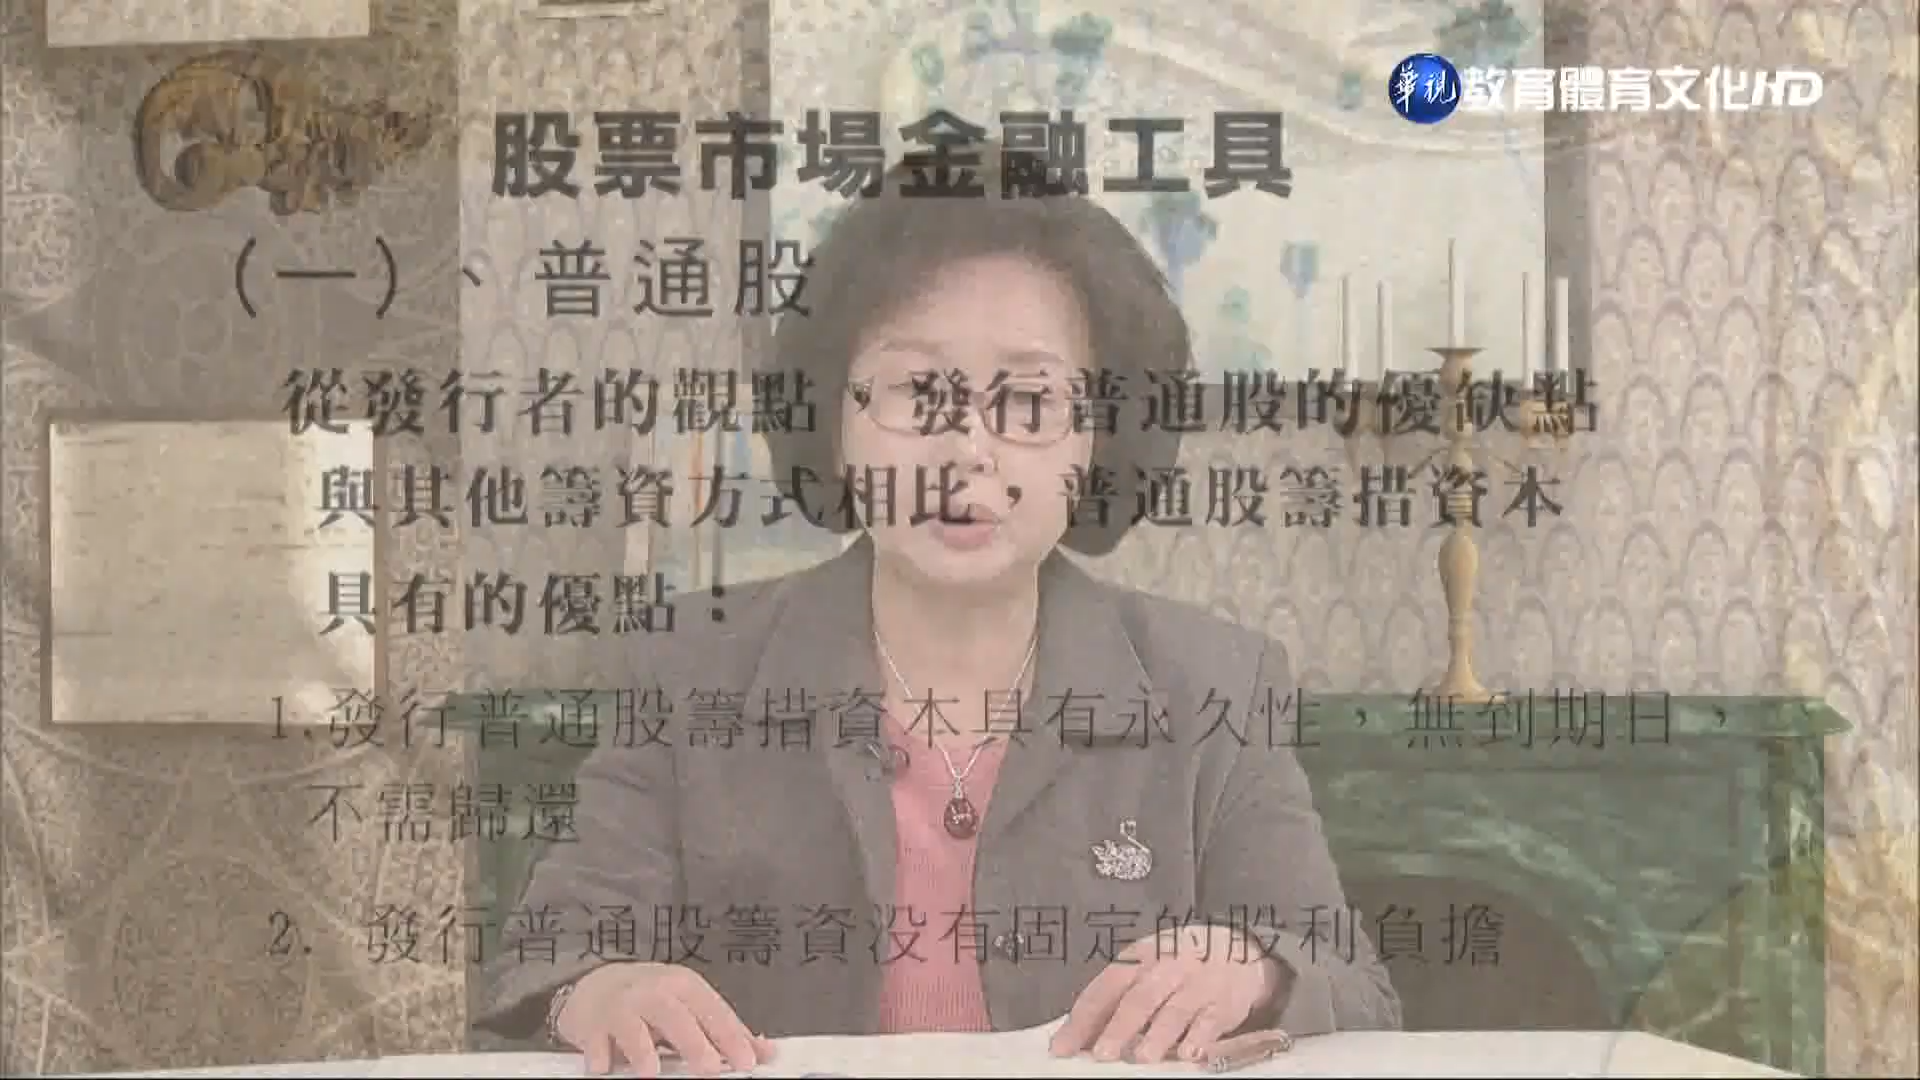 華視 教育體育文化HD
股票市場金融工具
（一）、普通股
從發行者的觀點，發行普通股的優缺點
與其他籌資方式相比，普通股籌措資本
具有的優點：
1.發行普通股籌措資本具有永久性，無到期日，
不需歸還
2. 發行普通股籌資没有固定的股利負擔